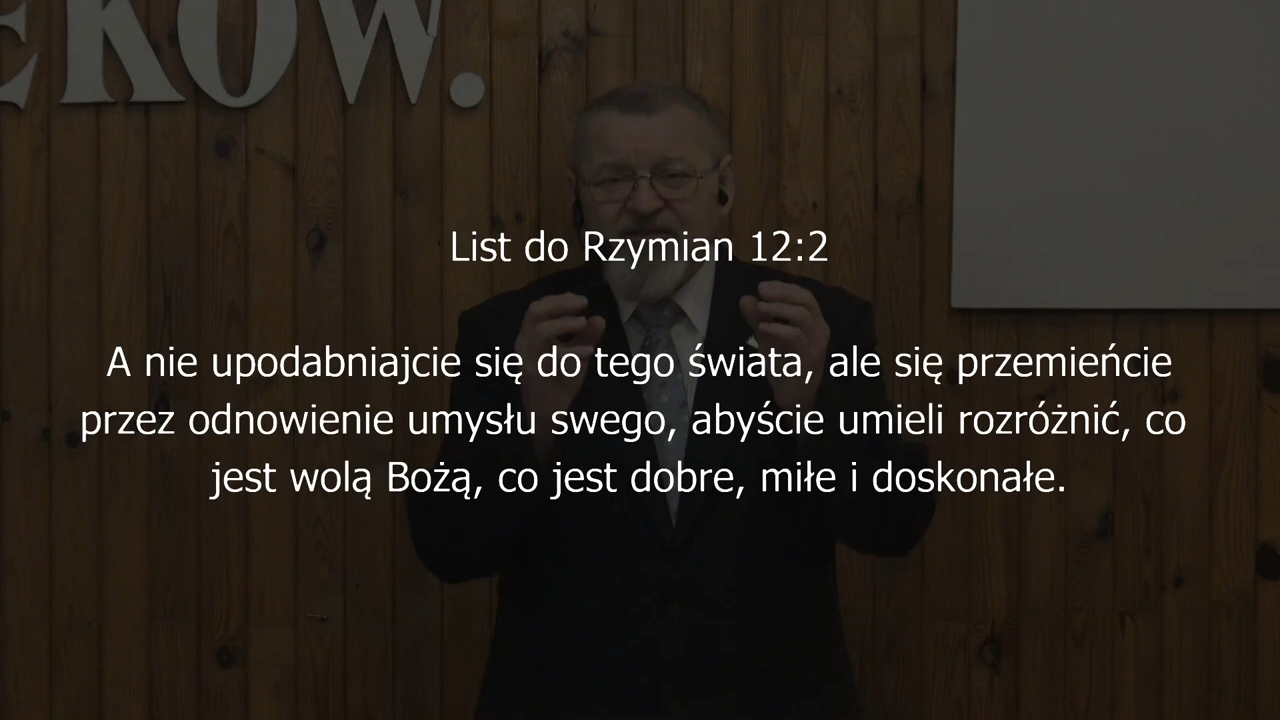 EKÓW.
List do Rzymian 12:2
A nie upodabniajcie się do tego świata, ale się przemieńcie
przez odnowienie umysłu swego, abyście umieli rozróżnić, co
jest wolą Bożą, co jest dobre, miłe i doskonałe.